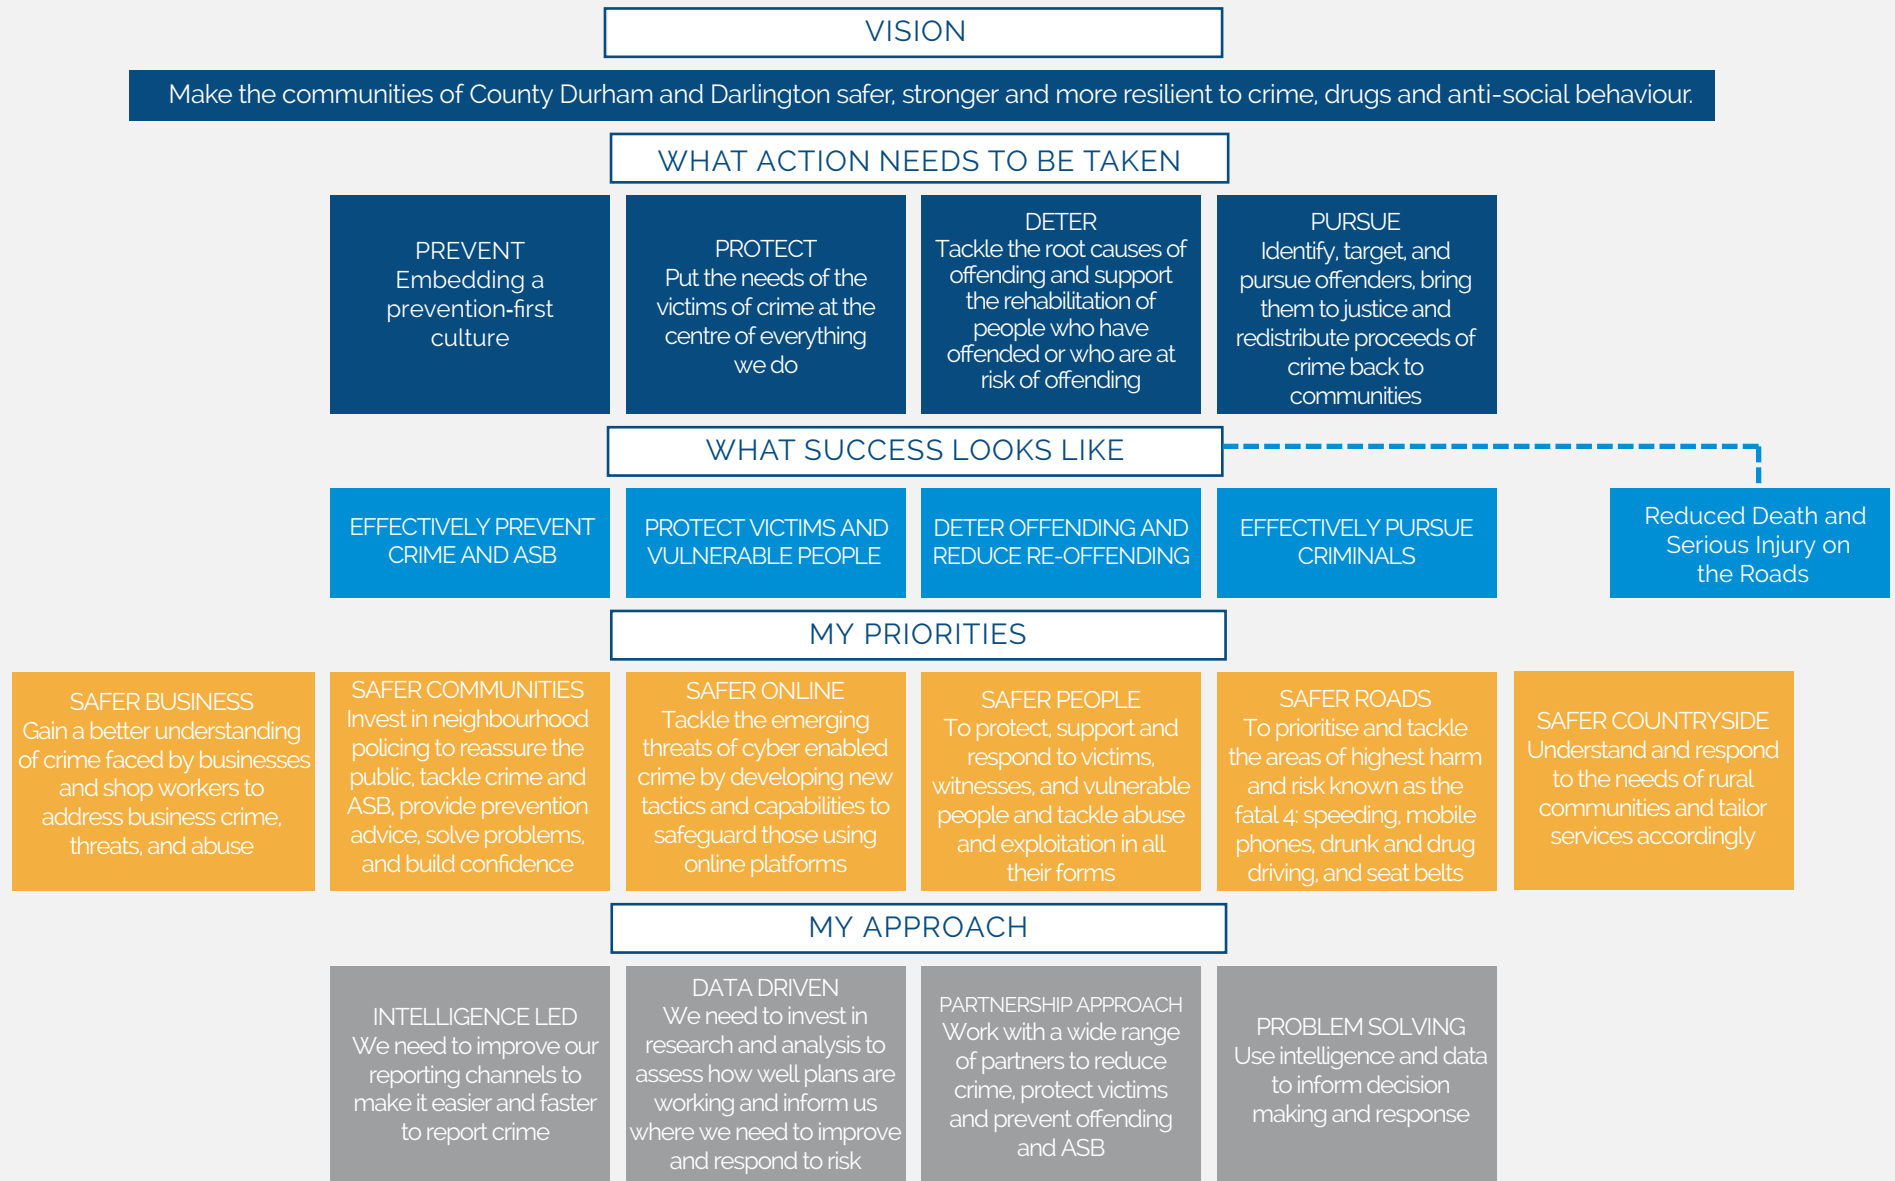 VISION
Make the communities of County Durham and Darlington safer, stronger and more resilient to crime, drugs and anti-social behaviour.
WHAT ACTION NEEDS TO BE TAKEN
PREVENT
Embedding a
prevention-first
culture
PROTECT
Put the needs of the
victims of crime at the
centre of everything
we do
DETER
Tackle the root causes of
offending and support
the rehabilitation of
people who have
offended or who are at
risk of offending
PURSUE
Identify, target, and
pursue offenders, bring
them to justice and
redistribute proceeds of
crime back to
communities
WHAT SUCCESS LOOKS LIKE
EFFECTIVELY PREVENT
CRIME AND ASB
PROTECT VICTIMS AND
VULNERABLE PEOPLE
DETER OFFENDING AND
REDUCE RE-OFFENDING
EFFECTIVELY PURSUE
CRIMINALS
Reduced Death and
Serious Injury on
the Roads
MY PRIORITIES
SAFER BUSINESS
Gain a better understanding
of crime faced by businesses
and shop workers to
address business crime,
threats, and abuse
SAFER COMMUNITIES
Invest in neighbourhood
policing to reassure the
public, tackle crime and
ASB, provide prevention
advice, solve problems,
and build confidence
SAFER ONLINE
Tackle the emerging
threats of cyber enabled
crime by developing new
tactics and capabilities to
safeguard those using
online platforms
SAFER PEOPLE
To protect, support and
respond to victims,
witnesses, and vulnerable
people and tackle abuse
and exploitation in all
their forms
SAFER ROADS
To prioritise and tackle
the areas of highest harm
and risk known as the
fatal 4: speeding, mobile
phones, drunk and drug
driving, and seat belts
SAFER COUNTRYSIDE
Understand and respond
to the needs of rural
communities and tailor
services accordingly
MY APPROACH
INTELLIGENCE LED
We need to improve our
reporting channels to
make it easier and faster
to report crime
DATA DRIVEN
We need to invest in
research and analysis to
assess how well plans are
working and inform us
where we need to improve
and respond to risk
PARTNERSHIP APPROACH
Work with a wide range
of partners to reduce
crime, protect victims
and prevent offending
and ASB
PROBLEM SOLVING
Use intelligence and data
to inform decision
making and response